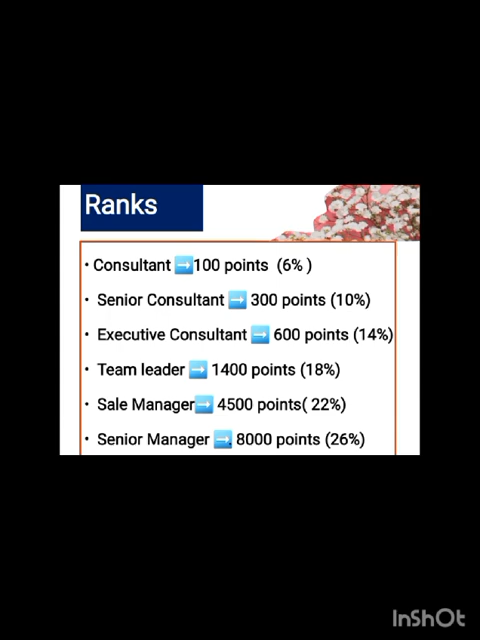 Ranks
• Consultant ➡️100 points (6% )
• Senior Consultant ➡️ 300 points (10%)
• Executive Consultant ➡️ 600 points (14%)
• Team leader ➡️ 1400 points (18%)
• Sale Manager➡️ 4500 points( 22%)
• Senior Manager ➡️ 8000 points (26%)
InShOt